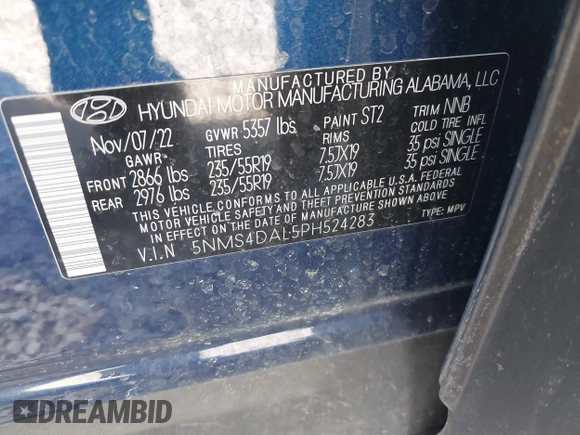 MANUFACTURED BY
HYUNDAI MOTOR MANUFACTURING ALABAMA, LLC
Nov/07/22 GVWR 5357 lbs. PAINT ST2 TRIM NNB
GAWR TIRES RIMS COLD TIRE INFL
FRONT 2866 lbs 235/55R19 7.5JX19 35 psi SINGLE
REAR 2976 lbs 235/55R19 7.5JX19 35 psi SINGLE
THIS VEHICLE CONFORMS TO ALL APPLICABLE U.S.A. FEDERAL
MOTOR VEHICLE SAFETY AND THEFT PREVENTION STANDARDS
IN EFFECT ON THE DATE OF MANUFACTURE SHOWN ABOVE.
V.I.N 5NMS4DAL5PH524283 TYPE: MPV
DREAMBID